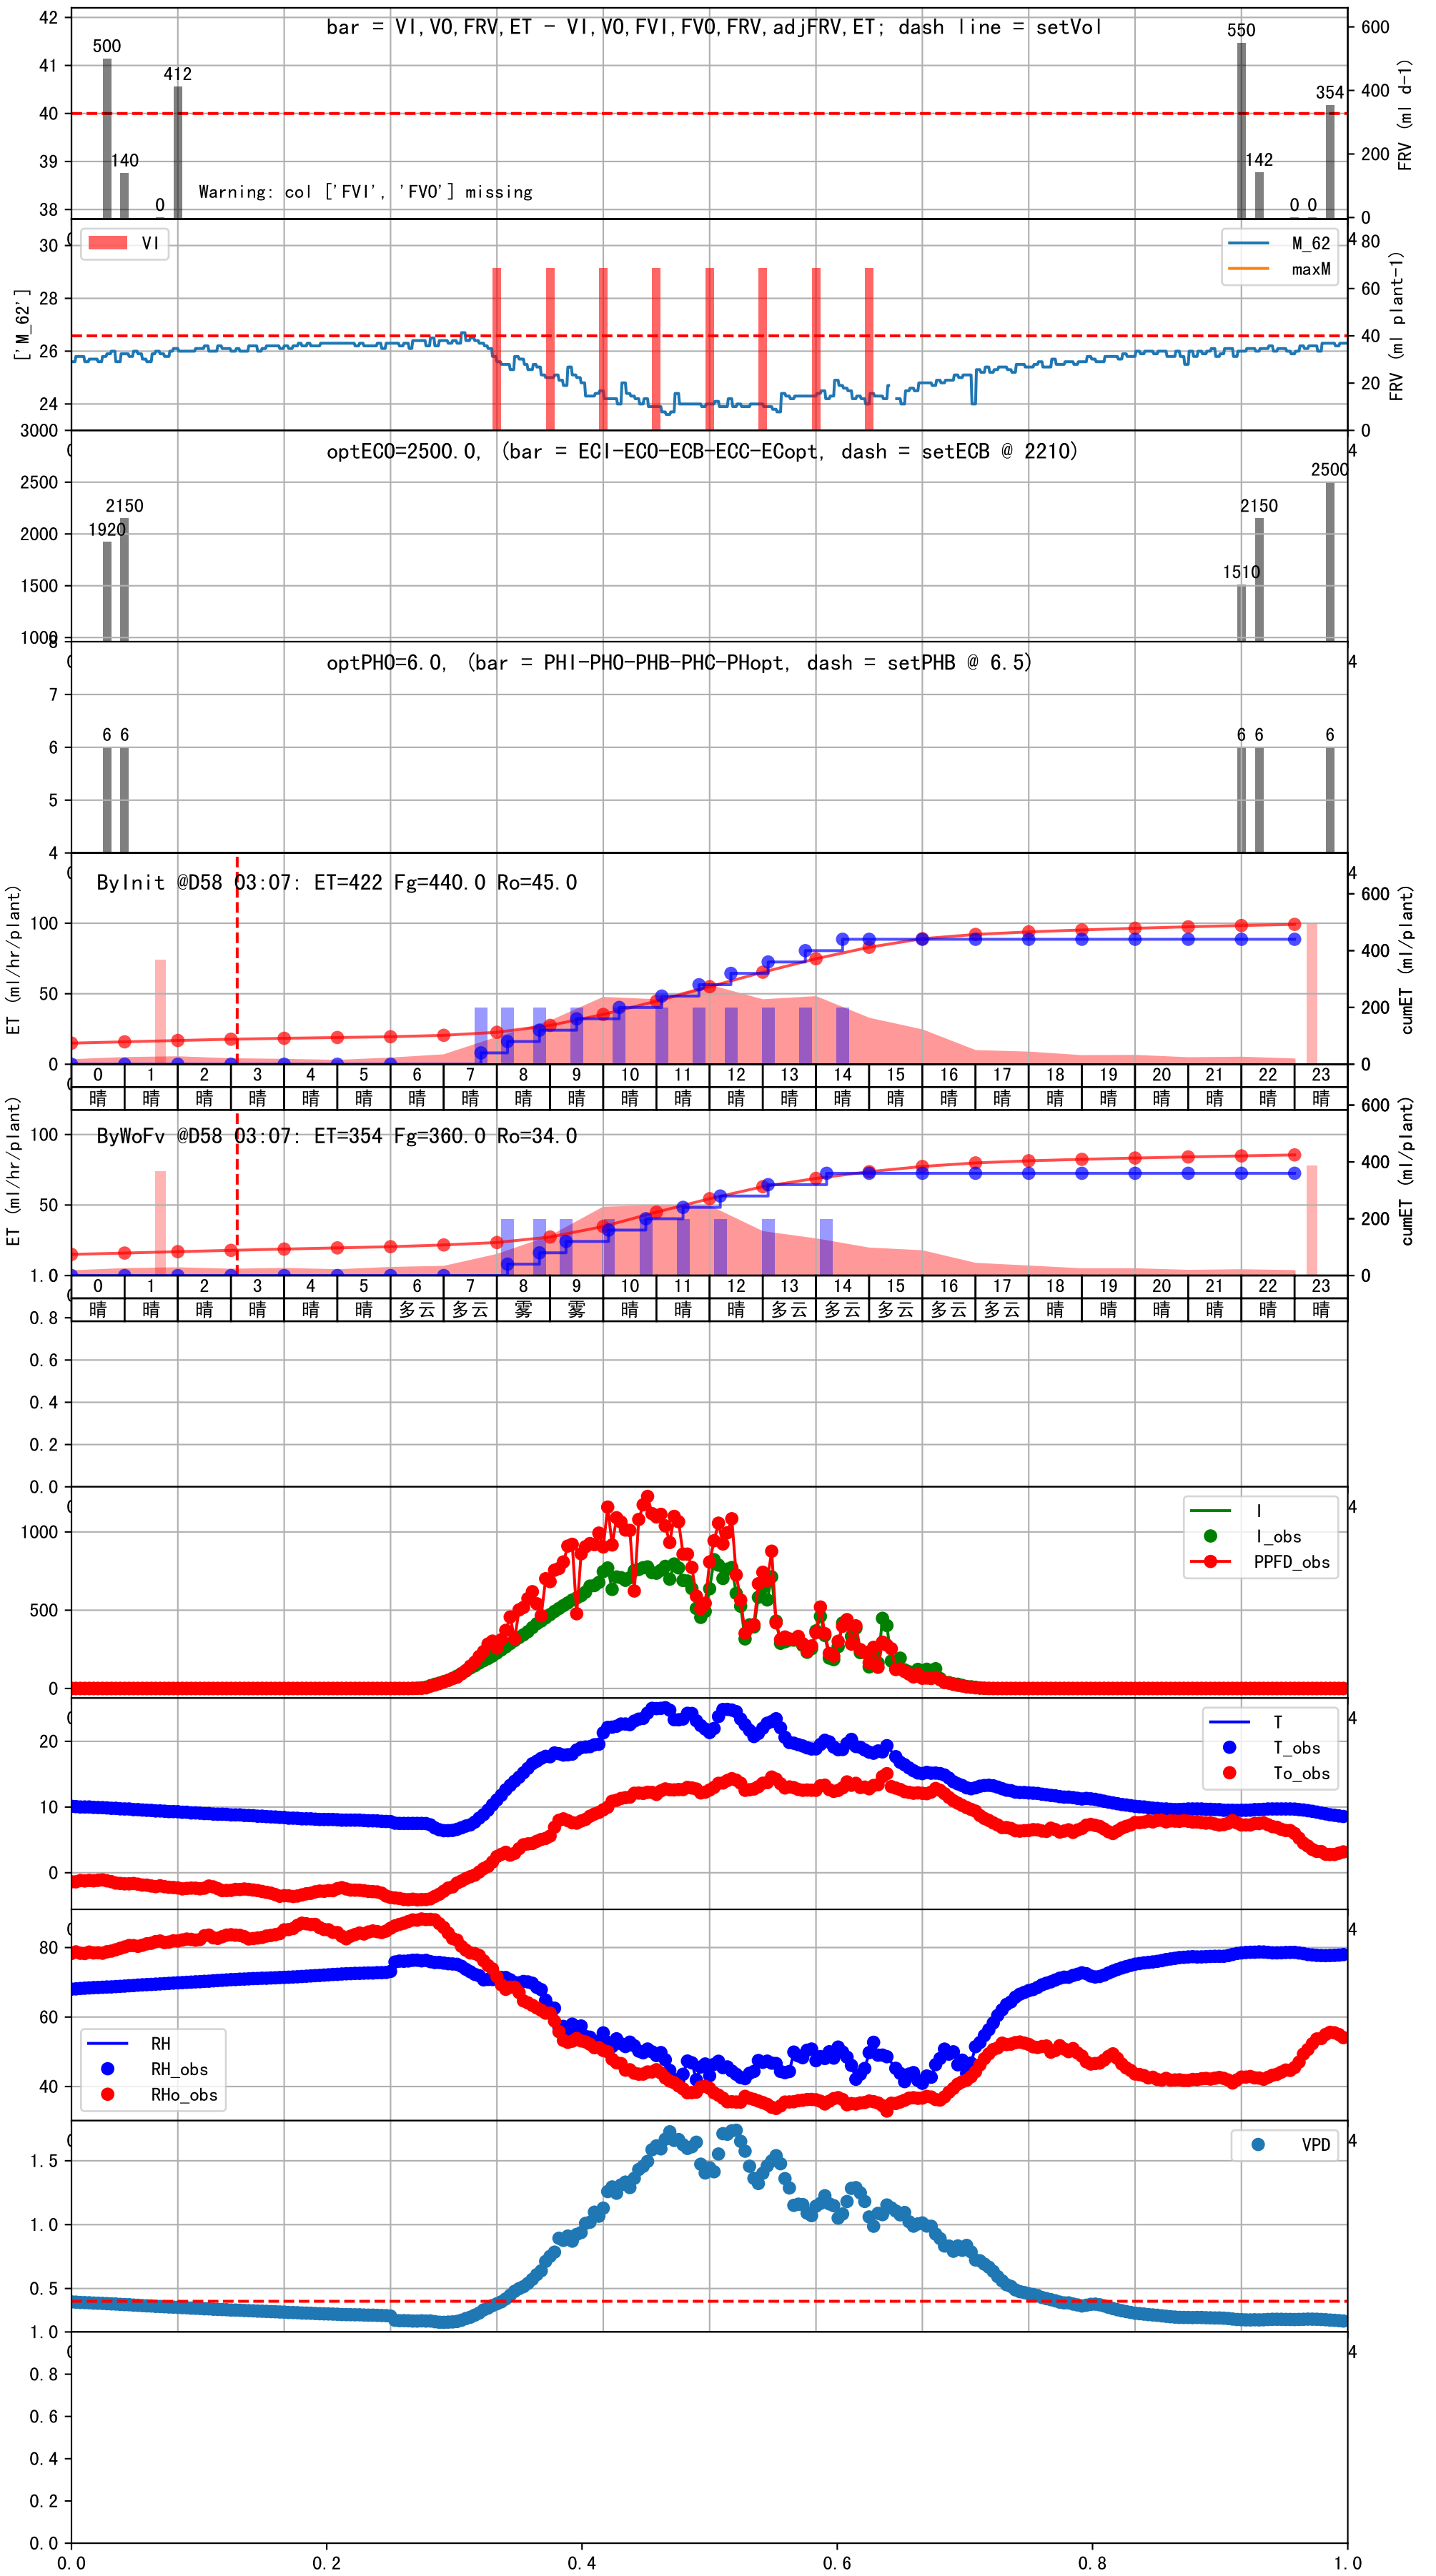 bar = VI,VO,FRV,ET - VI,VO,FVI,FVO,FRV,adjFRV,ET; dash line = setVol
42
41
40
39
38
500
140
0
412
550
142
0 0
354
Warning: col ['FVI', 'FVO'] missing
600
400
200
0
FRV (ml d-1)
VI
M_62
maxM
['M_62']
30
28
26
24
80
60
40
20
0
FRV (ml plant-1)
optECO=2500.0, (bar = ECI-ECO-ECB-ECC-ECopt, dash = setECB @ 2210)
3000
2500
2000
1500
1000
1920
2150
1510
2150
2500
optPHO=6.0, (bar = PHI-PHO-PHB-PHC-PHopt, dash = setPHB @ 6.5)
8
7
6
5
4
6 6
6 6
6
ByInit @D58 03:07: ET=422 Fg=440.0 Ro=45.0
ET (ml/hr/plant)
100
50
0
4
600
400
200
0
cumET (ml/plant)
0 1 2 3 4 5 6 7 8 9 10 11 12 13 14 15 16 17 18 19 20 21 22 23
晴 晴 晴 晴 晴 晴 晴 晴 晴 晴 晴 晴 晴 晴 晴 晴 晴 晴 晴 晴 晴 晴 晴 晴
ByWoFv @D58 03:07: ET=354 Fg=360.0 Ro=34.0
ET (ml/hr/plant)
100
50
600
400
200
0
cumET (ml/plant)
0 1 2 3 4 5 6 7 8 9 10 11 12 13 14 15 16 17 18 19 20 21 22 23
晴 晴 晴 晴 晴 晴 多云 多云 雾 雾 晴 晴 晴 多云 多云 多云 多云 多云 晴 晴 晴 晴 晴 晴
1.0
0.8
0.6
0.4
0.2
0.0
4
1000
500
0
I
I_obs
PPFD_obs
4
20
10
0
T
T_obs
To_obs
4
80
60
40
RH
RH_obs
RHo_obs
4
1.5
1.0
0.5
VPD
4
1.0
0.8
0.6
0.4
0.2
0.0
0.0 0.2 0.4 0.6 0.8 1.0